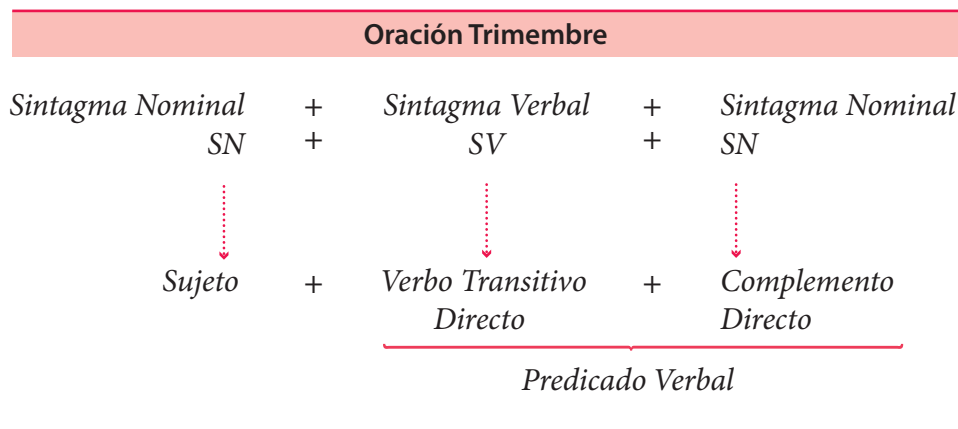 Oración Trimembre
Sintagma Nominal + Sintagma Verbal + Sintagma Nominal
SN + SV + SN
Sujeto + Verbo Transitivo + Complemento
Directo Directo
Predicado Verbal